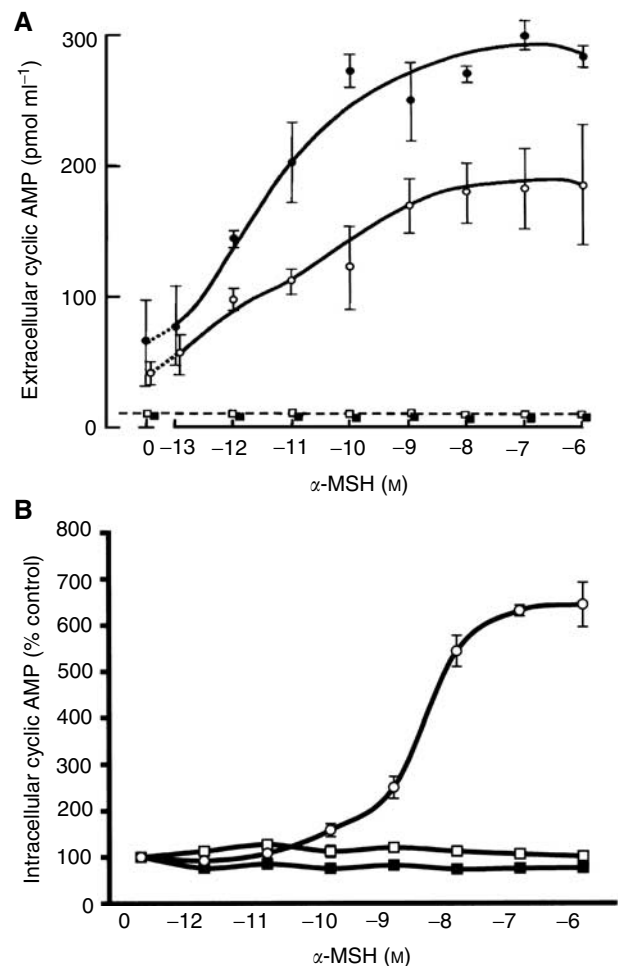 A
Extracellular cyclic AMP (pmol ml⁻¹)
300
200
100
0
0 –13 –12 –11 –10 –9 –8 –7 –6
α-MSH (M)
B
Intracellular cyclic AMP (% control)
800
700
600
500
400
300
200
100
0
0 –12 –11 –10 –9 –8 –7 –6
α-MSH (M)